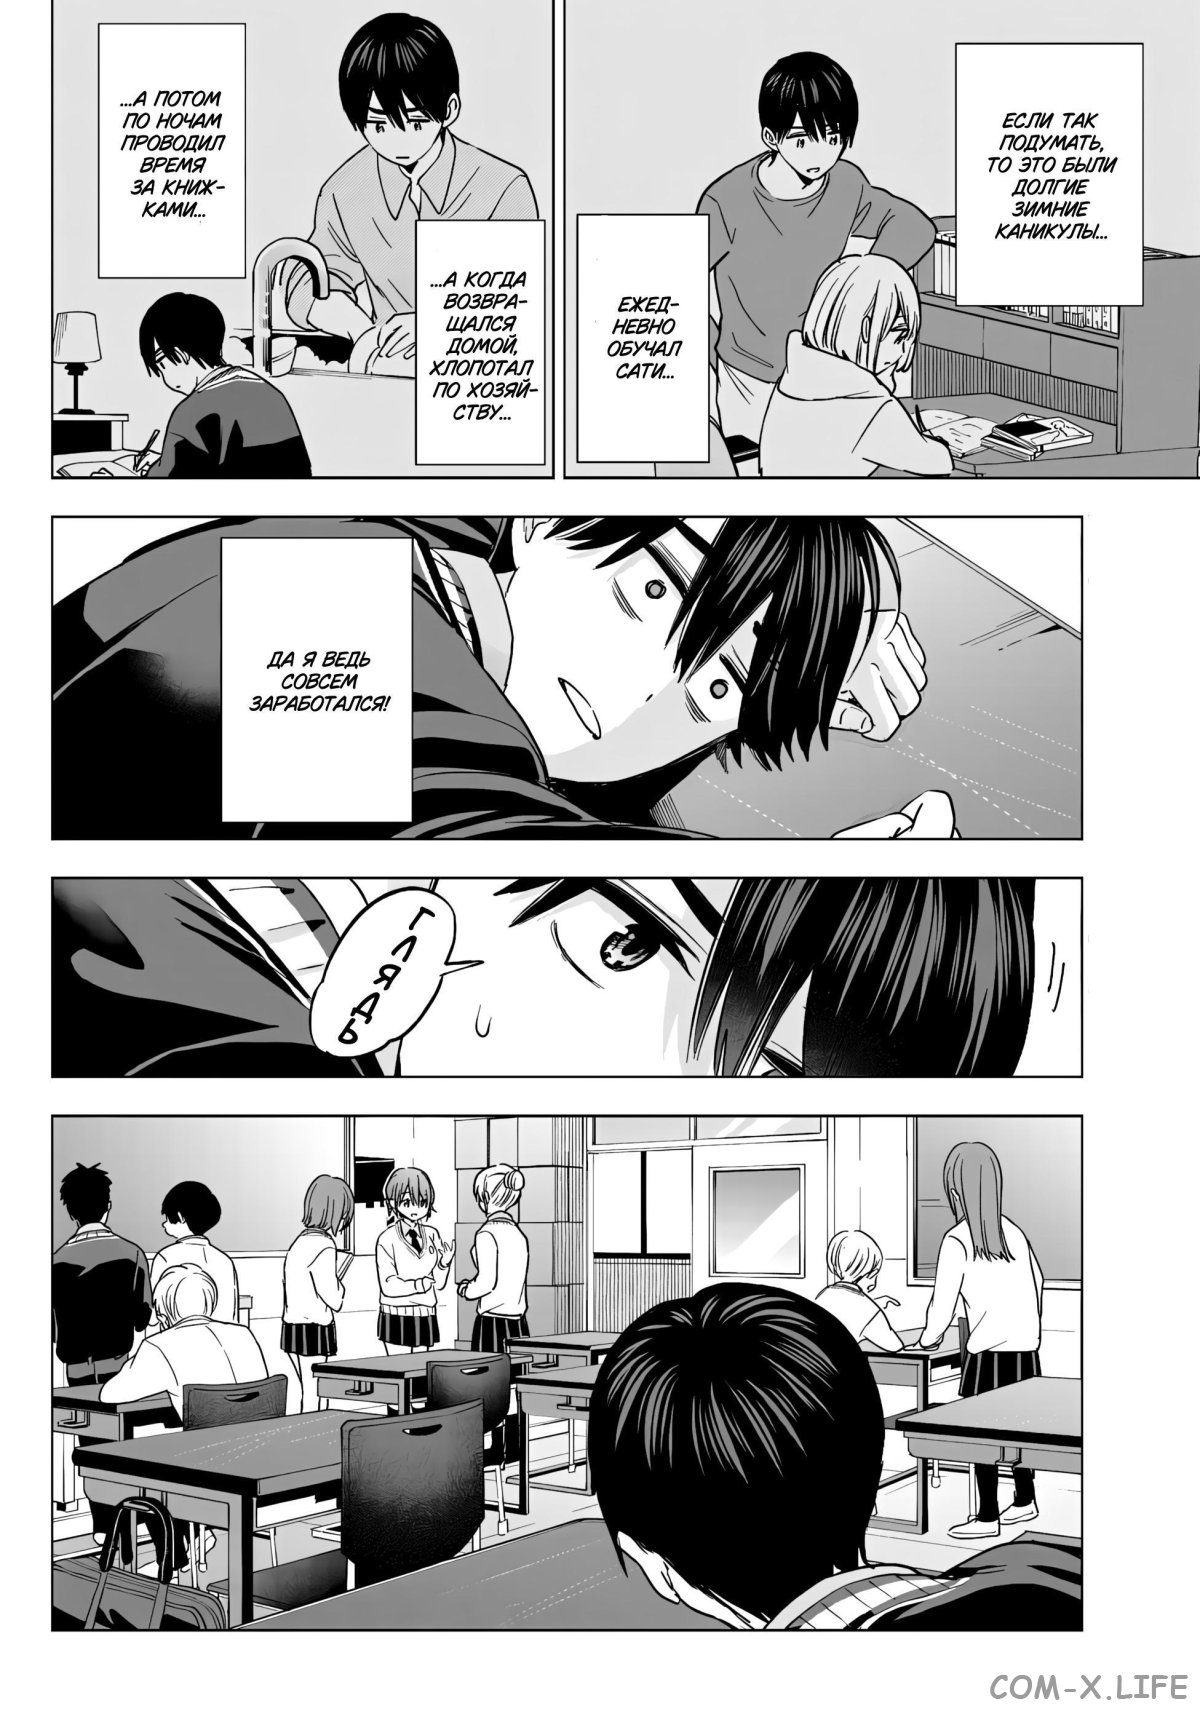 ЕСЛИ ТАК
ПОДУМАТЬ,
ТО ЭТО БЫЛИ
ДОЛГИЕ
ЗИМНИЕ
КАНИКУЛЫ...
ЕЖЕД-
НЕВНО
ОБУЧАЛ
САТИ...
...А КОГДА
ВОЗВРА-
ЩАЛСЯ
ДОМОЙ,
ХЛОПОТАЛ
ПО ХОЗЯЙ-
СТВУ...
...А ПОТОМ
ПО НОЧАМ
ПРОВОДИЛ
ВРЕМЯ
ЗА КНИЖ-
КАМИ...
ДА Я ВЕДЬ
СОВСЕМ
ЗАРАБОТАЛСЯ!
ГЛЯДЬ
COM-X.LIFE